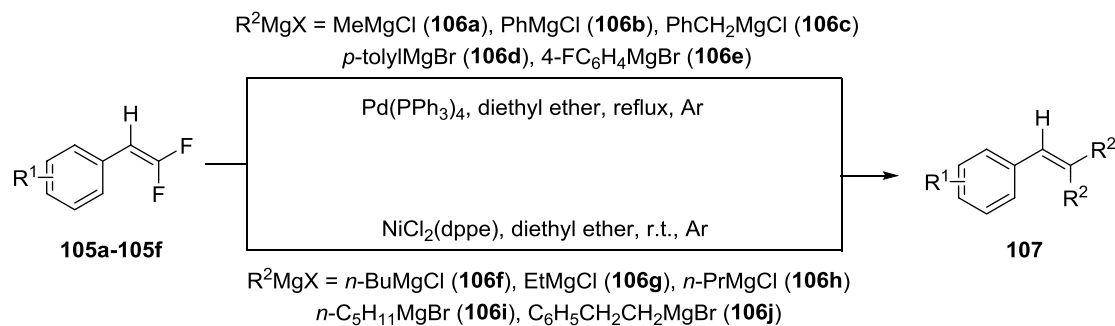 R²MgX = MeMgCl (106a), PhMgCl (106b), PhCH₂MgCl (106c)
p-tolylMgBr (106d), 4-FC₆H₄MgBr (106e)
Pd(PPh₃)₄, diethyl ether, reflux, Ar
H
F
F
R¹
105a-105f
H
R²
R²
R¹
107
NiCl₂(dppe), diethyl ether, r.t., Ar
R²MgX = n-BuMgCl (106f), EtMgCl (106g), n-PrMgCl (106h)
n-C₅H₁₁MgBr (106i), C₆H₅CH₂CH₂MgBr (106j)